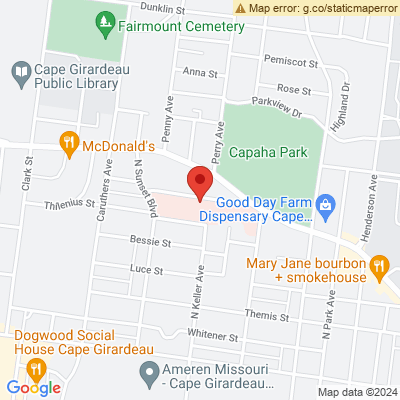 Dunklin St
Map error: g.co/staticmaperror
Fairmount Cemetery
Pemiscot St
Anna St
Rose St
Cape Girardeau
Public Library
Parkview Dr
Highland Dr
Penny Ave
Perry Ave
McDonald's
Capaha Park
Clark St
Caruthers Ave
N Sunset Blvd
Henderson Ave
Thilenius St
Good Day Farm
Dispensary Cape...
Bessie St
Luce St
Mary Jane bourbon
+ smokehouse
N Keller Ave
N Park Ave
Themis St
Whitener St
Dogwood Social
House Cape Girardeau
Ameren Missouri
- Cape Girardeau...
Google
Map data ©2024